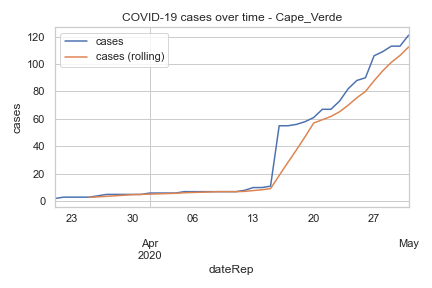 COVID-19 cases over time - Cape_Verde
cases
cases (rolling)
120
100
80
60
40
20
0
cases
23
30
06
13
20
27
Apr
2020
May
dateRep